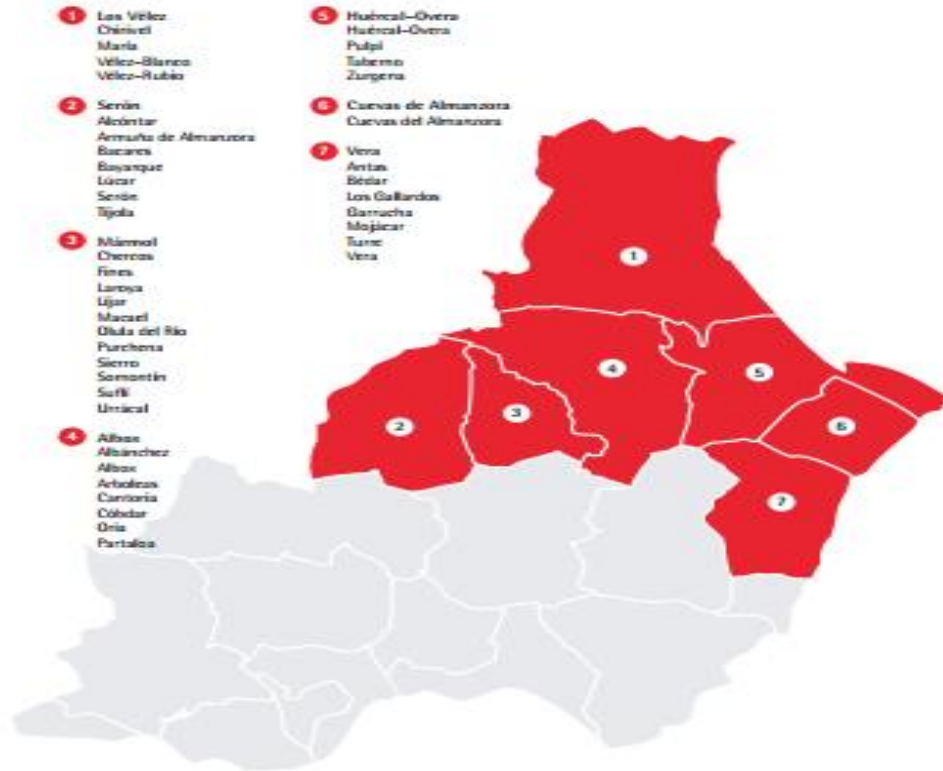 1 Los Vélez
Chirivel
María
Vélez-Blanco
Vélez-Rubio
2 Serón
Alcóntar
Armuña de Almanzora
Bacares
Bayarque
Lúcar
Serón
Tíjola
3 Mármol
Chercos
Fines
Laroya
Líjar
Macael
Olula del Río
Purchena
Sierro
Somontín
Suflí
Urrácal
4 Albox
Albánchez
Albox
Arboleas
Cantoria
Cóbdar
Oria
Partaloa
5 Huércal-Overa
Huércal-Overa
Pulpí
Taberno
Zurgena
6 Cuevas de Almanzora
Cuevas del Almanzora
7 Vera
Antas
Bédar
Los Gallardos
Garrucha
Mojácar
Turre
Vera
1
4
5
2
3
6
7